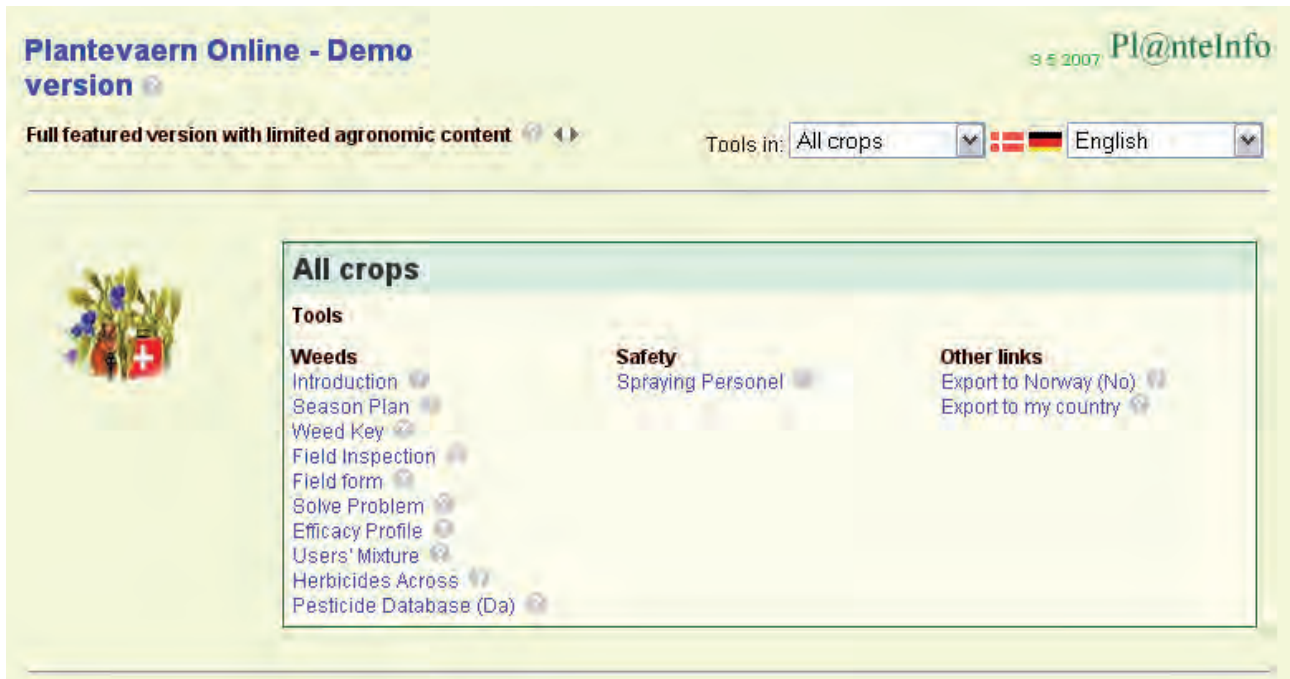 Plantevaern Online - Demo
version
9 5 2007 Pl@nteInfo
Full featured version with limited agronomic content
Tools in: All crops English
All crops
Tools
Weeds Safety Other links
Introduction Spraying Personel Export to Norway (No)
Season Plan Export to my country
Weed Key
Field Inspection
Field form
Solve Problem
Efficacy Profile
Users' Mixture
Herbicides Across
Pesticide Database (Da)